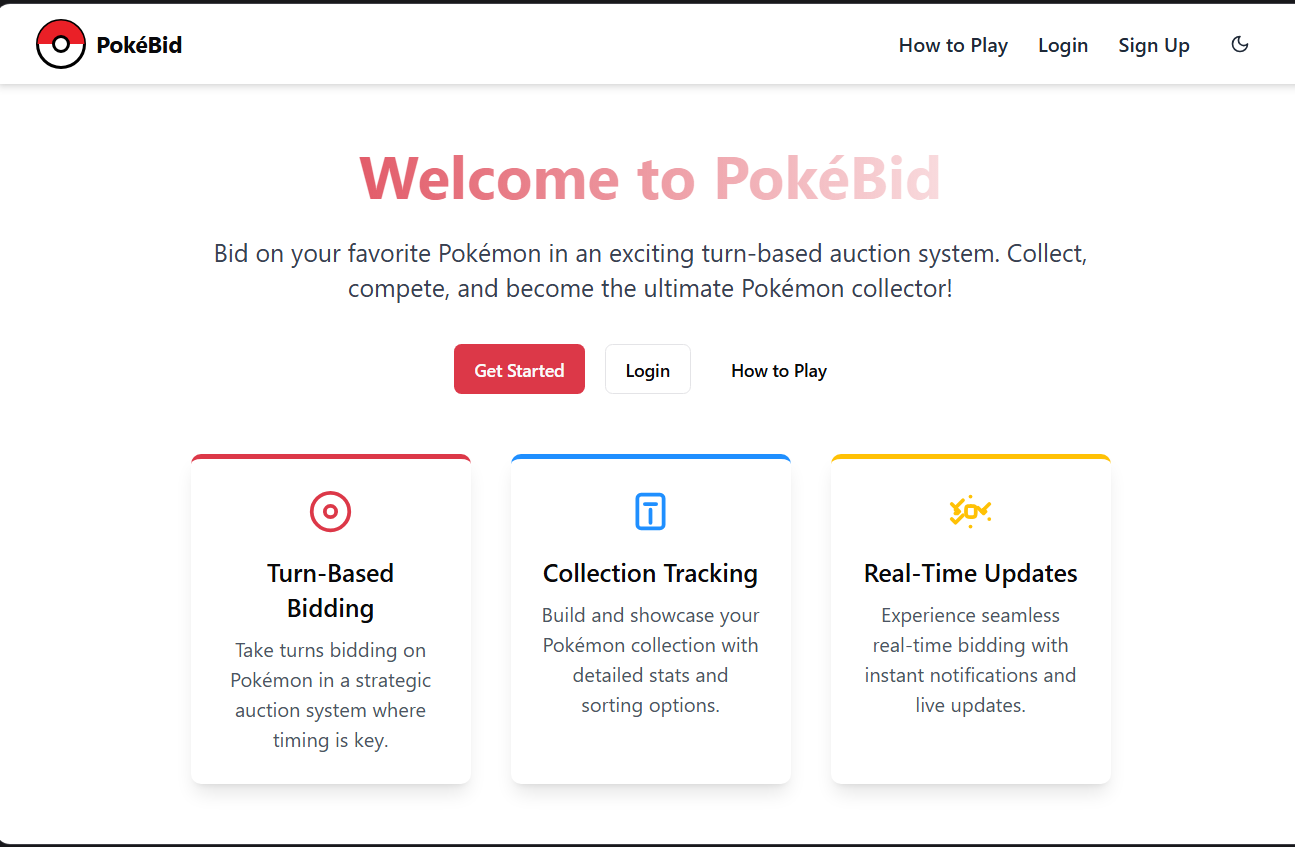 PokéBid
How to Play
Login
Sign Up
Welcome to PokéBid
Bid on your favorite Pokémon in an exciting turn-based auction system. Collect,
compete, and become the ultimate Pokémon collector!
Get Started
Login
How to Play
Turn-Based
Bidding
Take turns bidding on
Pokémon in a strategic
auction system where
timing is key.
Collection Tracking
Build and showcase your
Pokémon collection with
detailed stats and
sorting options.
Real-Time Updates
Experience seamless
real-time bidding with
instant notifications and
live updates.